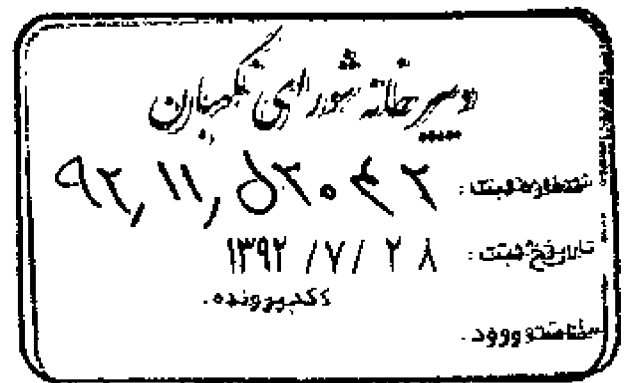 دبیرخانه شورای نگهبان
شماره ثبت: ۹۲٫۱۱٫۵۲۰۴۲
تاریخ ثبت: ۱۳۹۲/۷/۲۸
کد پرونده.
ساعت ورود.